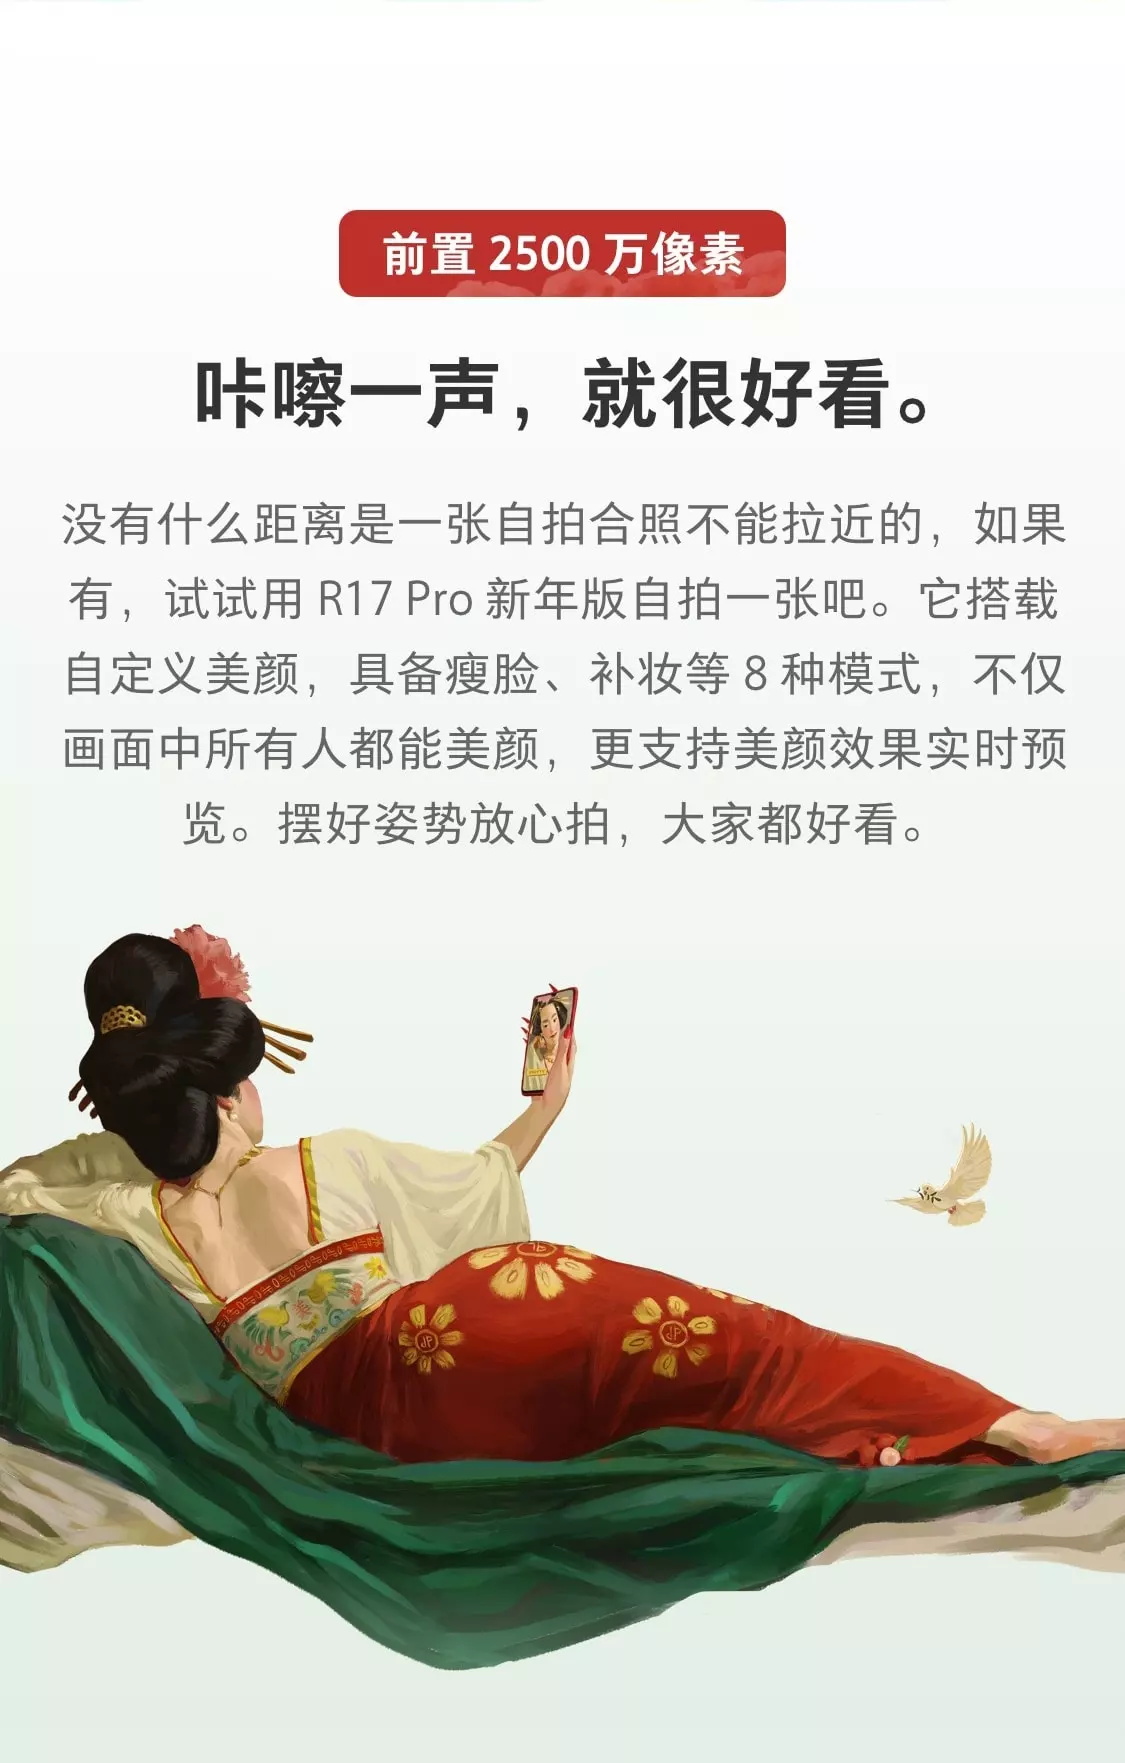 前置 2500 万像素
咔嚓一声，就很好看。
没有什么距离是一张自拍合照不能拉近的，如果
有，试试用 R17 Pro 新年版自拍一张吧。它搭载
自定义美颜，具备瘦脸、补妆等 8 种模式，不仅
画面中所有人都能美颜，更支持美颜效果实时预
览。摆好姿势放心拍，大家都好看。